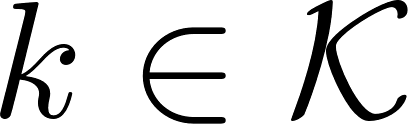 k ∈ 𝒦